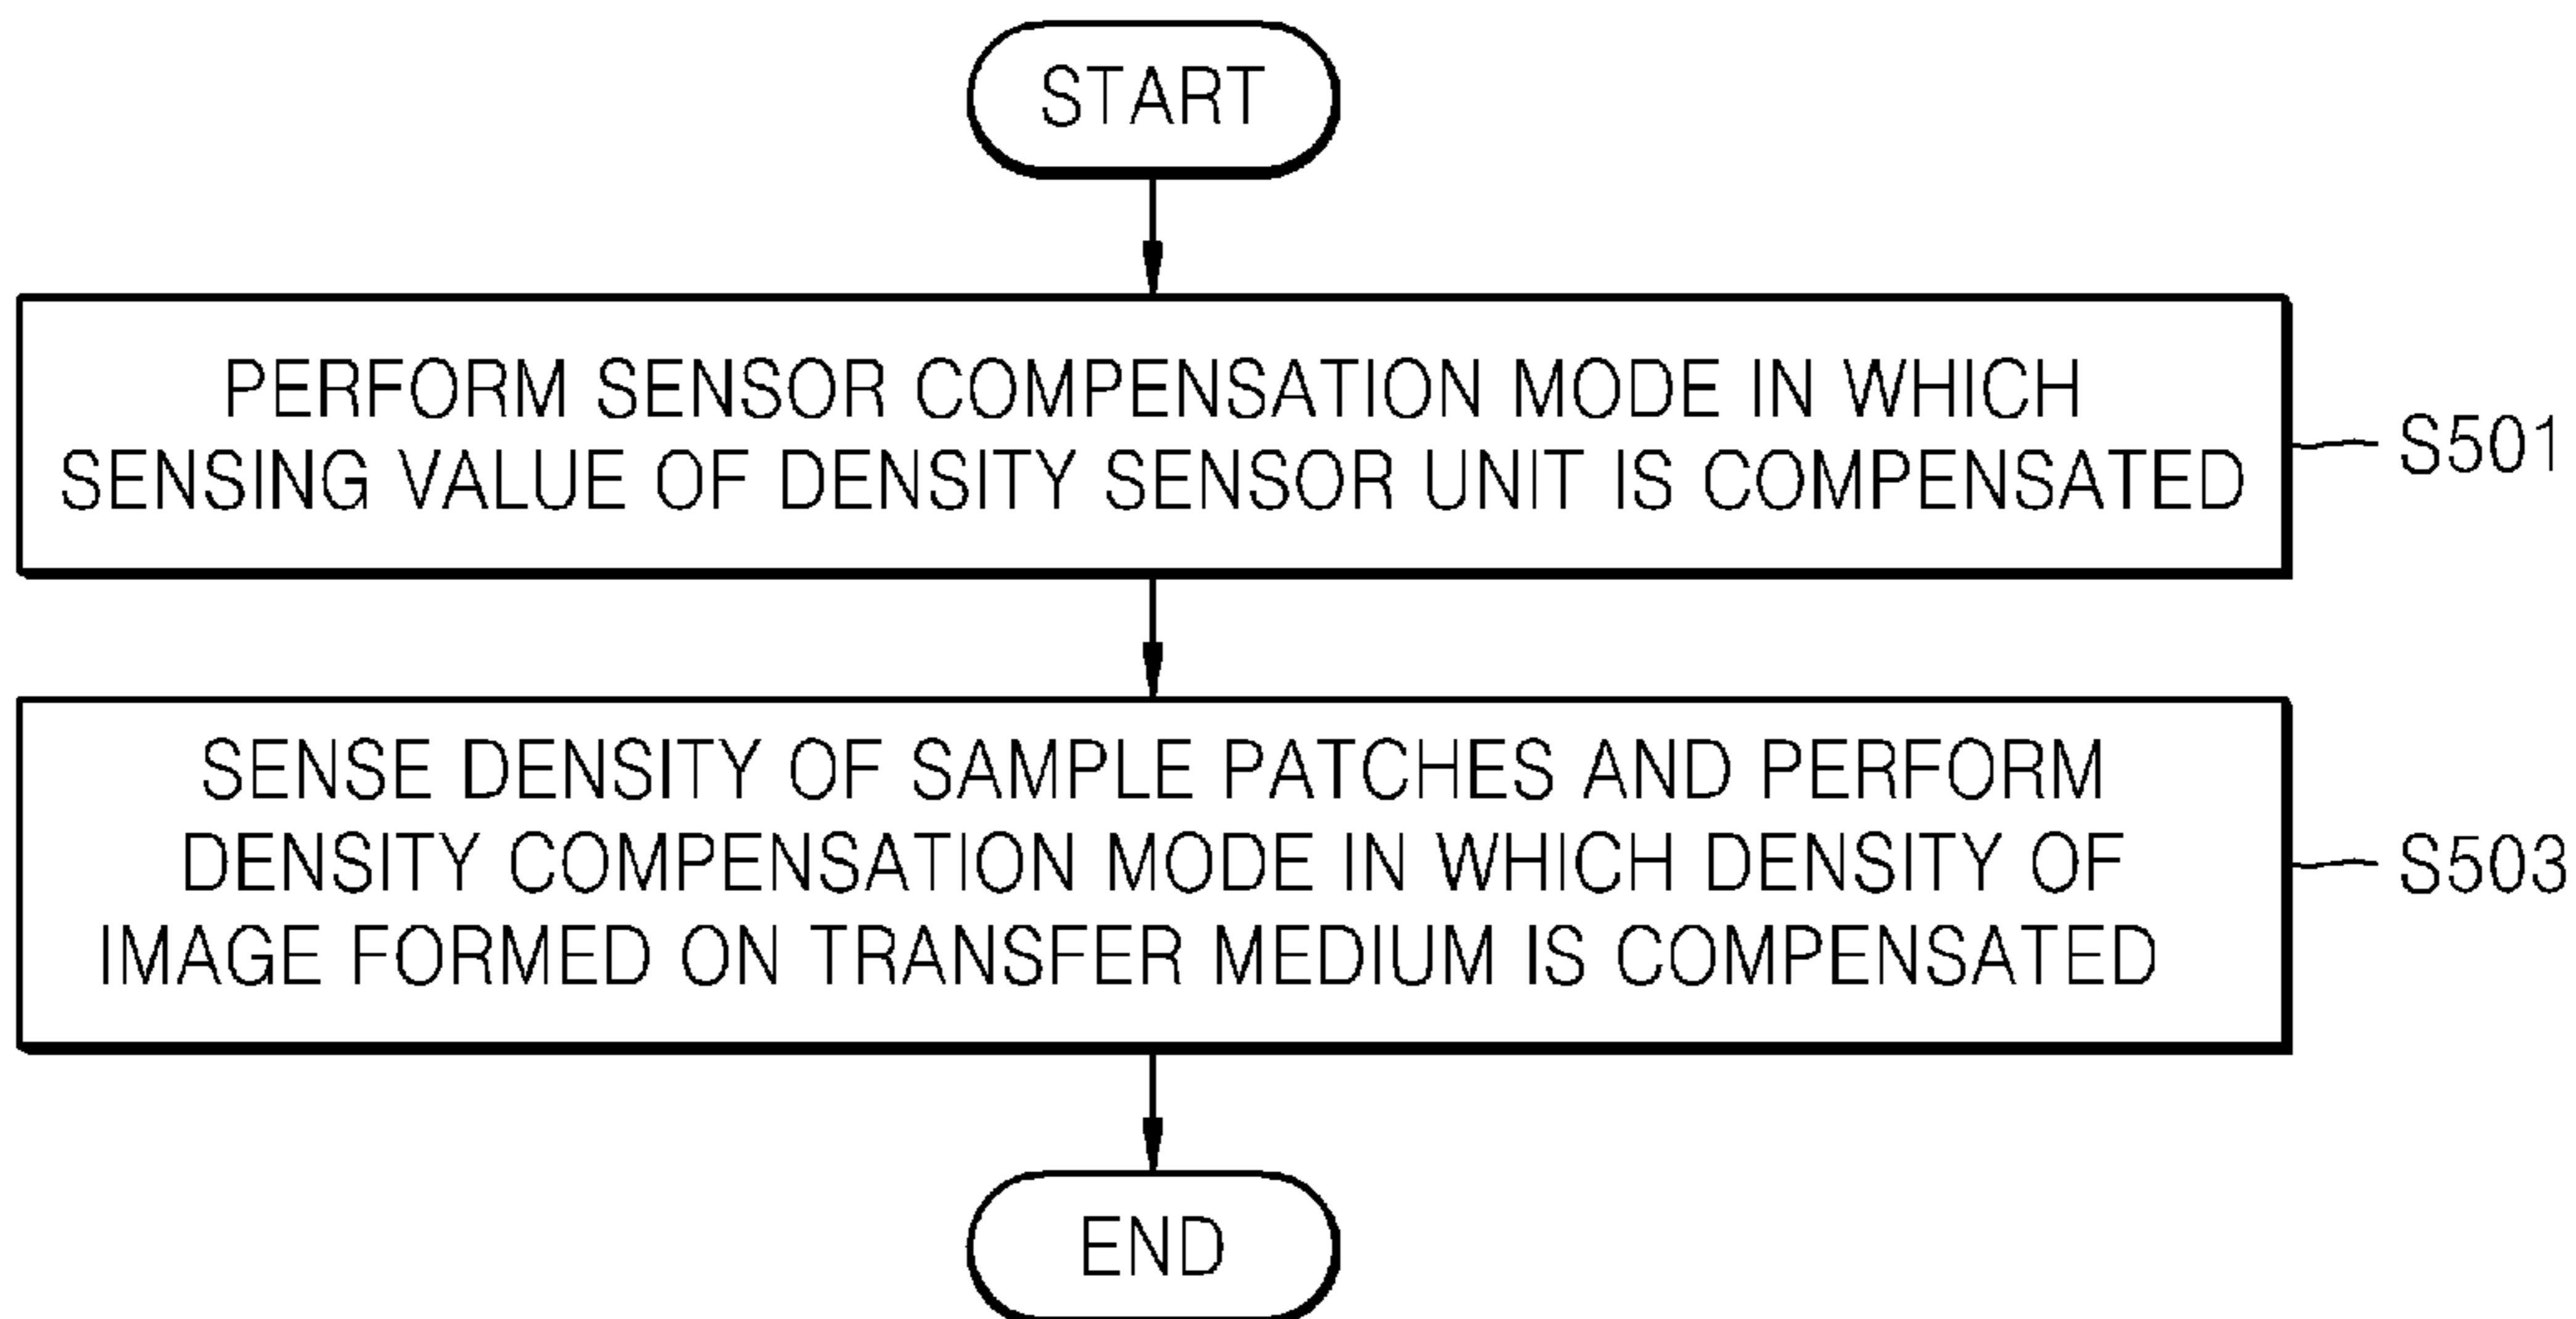 START
PERFORM SENSOR COMPENSATION MODE IN WHICH
SENSING VALUE OF DENSITY SENSOR UNIT IS COMPENSATED
S501
SENSE DENSITY OF SAMPLE PATCHES AND PERFORM
DENSITY COMPENSATION MODE IN WHICH DENSITY OF
IMAGE FORMED ON TRANSFER MEDIUM IS COMPENSATED
S503
END